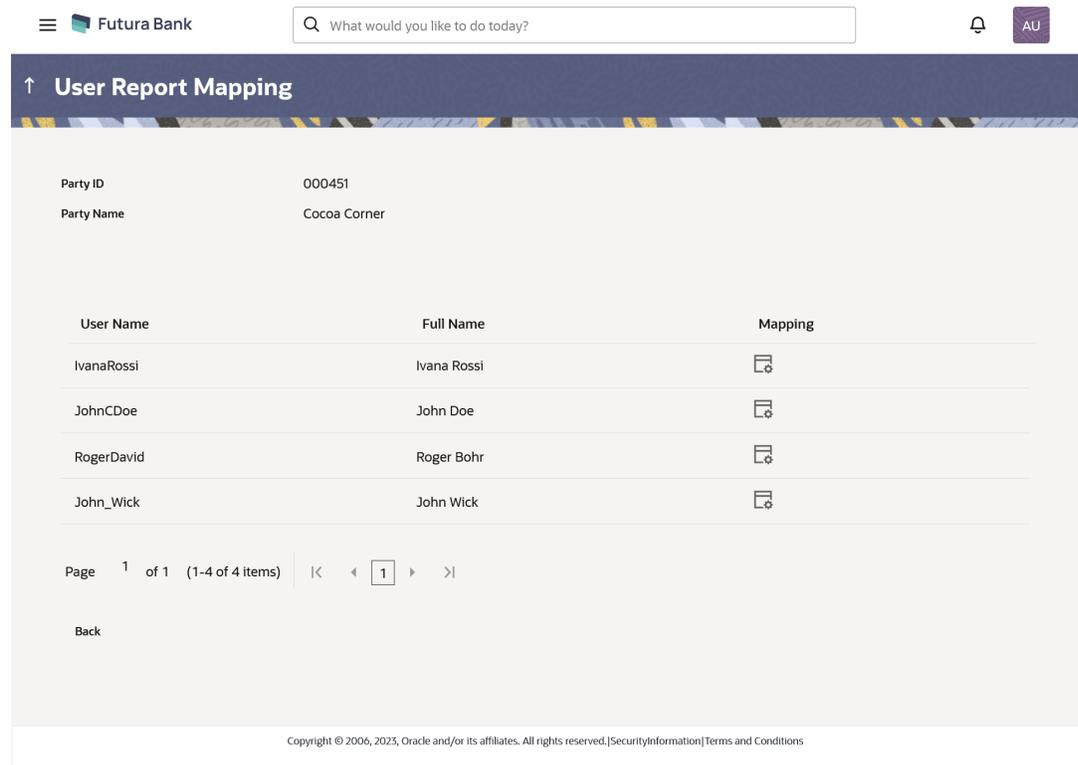 Futura Bank What would you like to do today? AU
User Report Mapping
Party ID 000451
Party Name Cocoa Corner
User Name Full Name Mapping
IvanaRossi Ivana Rossi
JohnCDoe John Doe
RogerDavid Roger Bohr
John_Wick John Wick
Page 1 of 1 (1-4 of 4 items) 1
Back
Copyright © 2006, 2023, Oracle and/or its affiliates. All rights reserved.|SecurityInformation|Terms and Conditions